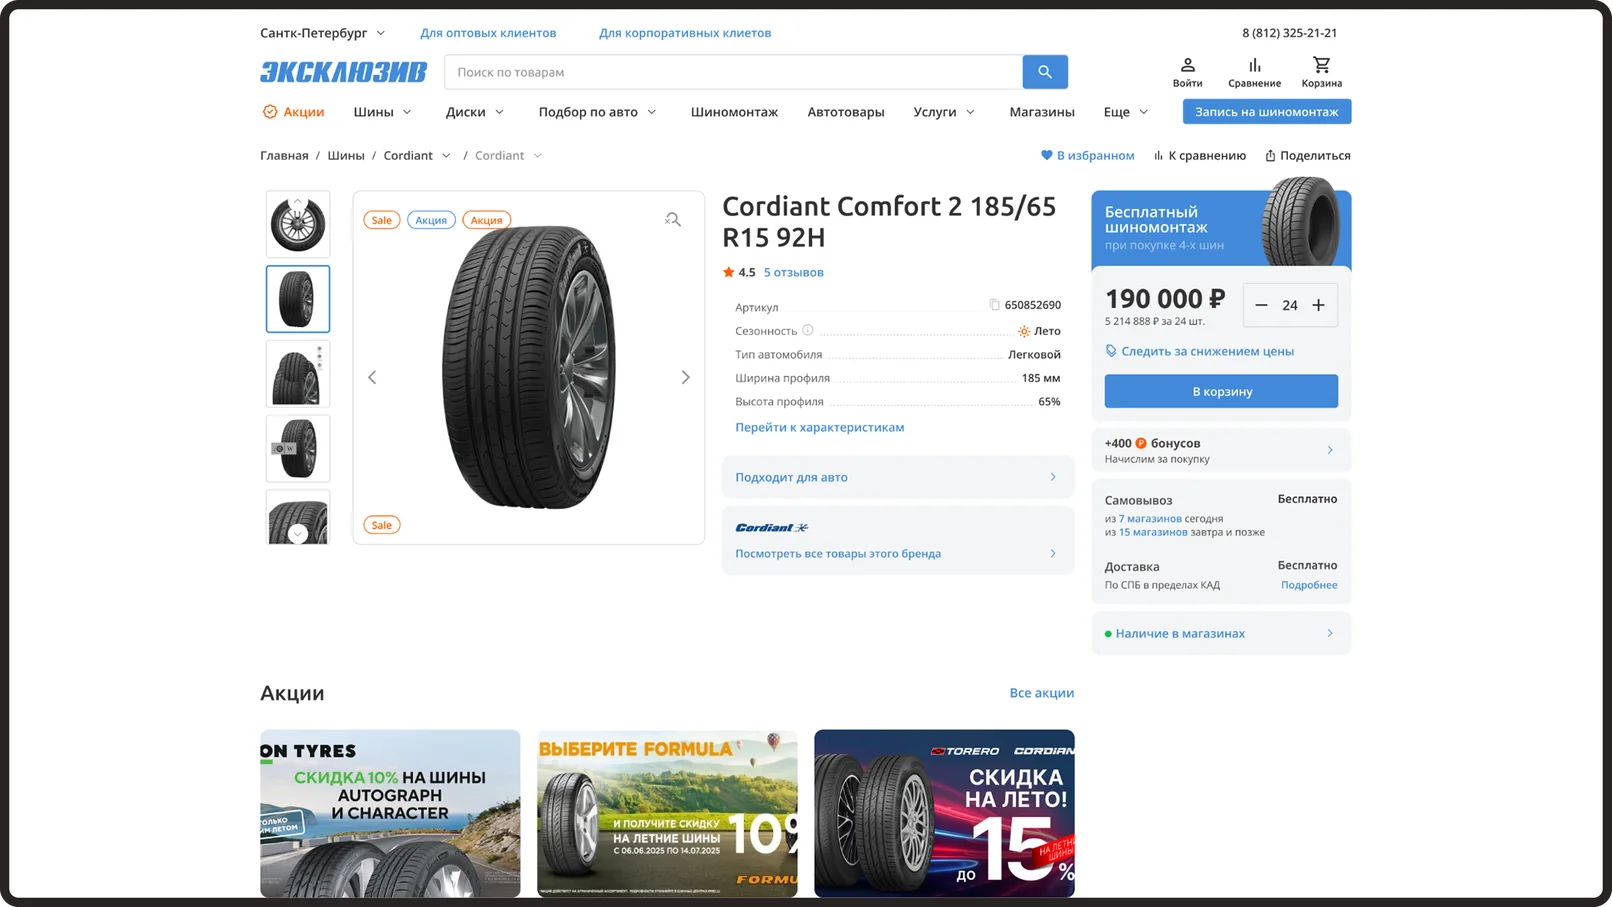 Сантк-Петербург
Для оптовых клиентов
Для корпоративных клиетов
8 (812) 325-21-21
ЭКСКЛЮЗИВ
Поиск по товарам
Войти
Сравнение
Корзина
Акции
Шины
Диски
Подбор по авто
Шиномонтаж
Автотовары
Услуги
Магазины
Еще
Запись на шиномонтаж
Главная / Шины / Cordiant / Cordiant
В избранном
К сравнению
Поделиться
Sale
Акция
Акция
Sale
Cordiant Comfort 2 185/65
R15 92H
4.5 5 отзывов
Артикул 650852690
Сезонность Лето
Тип автомобиля Легковой
Ширина профиля 185 мм
Высота профиля 65%
Перейти к характеристикам
Подходит для авто
Cordiant
Посмотреть все товары этого бренда
Бесплатный
шиномонтаж
при покупке 4-х шин
190 000 ₽
5 214 888 ₽ за 24 шт.
24
Следить за снижением цены
В корзину
+400 ₽ бонусов
Начислим за покупку
Самовывоз Бесплатно
из 7 магазинов сегодня
из 15 магазинов завтра и позже
Доставка Бесплатно
По СПБ в пределах КАД Подробнее
Наличие в магазинах
Акции
Все акции
ON TYRES
СКИДКА 10% НА ШИНЫ
AUTOGRAPH
И CHARACTER
ВЫБЕРИТЕ FORMULA
И ПОЛУЧИТЕ СКИДКУ
НА ЛЕТНИЕ ШИНЫ
С 06.06.2025 ПО 14.07.2025
10%
FORMU
TORERO CORDIAN
СКИДКА
НА ЛЕТО!
ДО 15%
НА ЛЕТН
ШИНЫ